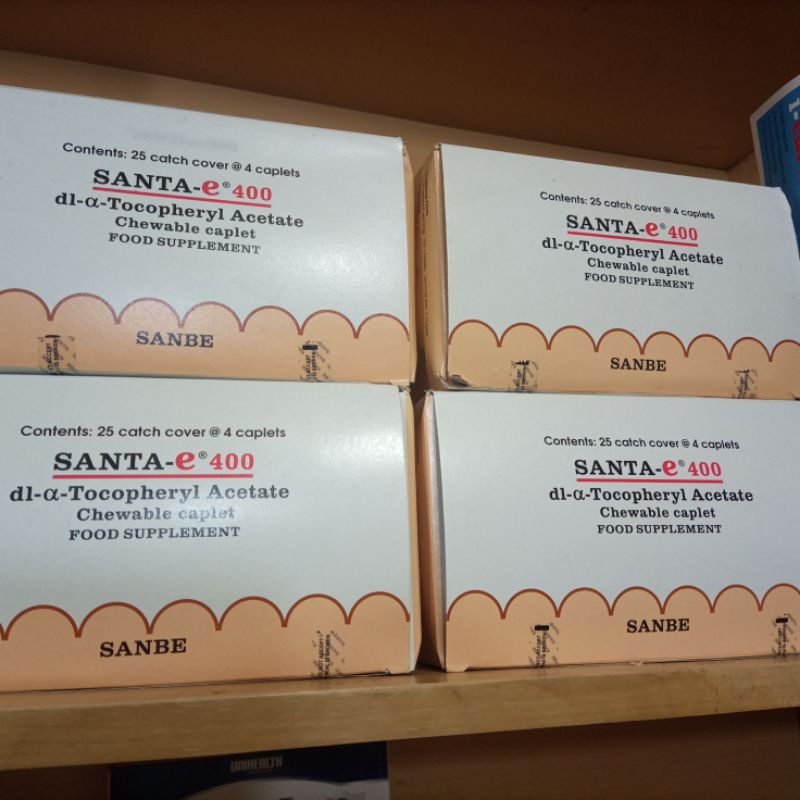 Contents: 25 catch cover @ 4 caplets
SANTA-e® 400
dl-α-Tocopheryl Acetate
Chewable caplet
FOOD SUPPLEMENT
SANBE
Contents: 25 catch cover @ 4 caplets
SANTA-e® 400
dl-α-Tocopheryl Acetate
Chewable caplet
FOOD SUPPLEMENT
SANBE
Contents: 25 catch cover @ 4 caplets
SANTA-e® 400
dl-α-Tocopheryl Acetate
Chewable caplet
FOOD SUPPLEMENT
SANBE
Contents: 25 catch cover @ 4 caplets
SANTA-e® 400
dl-α-Tocopheryl Acetate
Chewable caplet
FOOD SUPPLEMENT
SANBE
UNIHEALTH